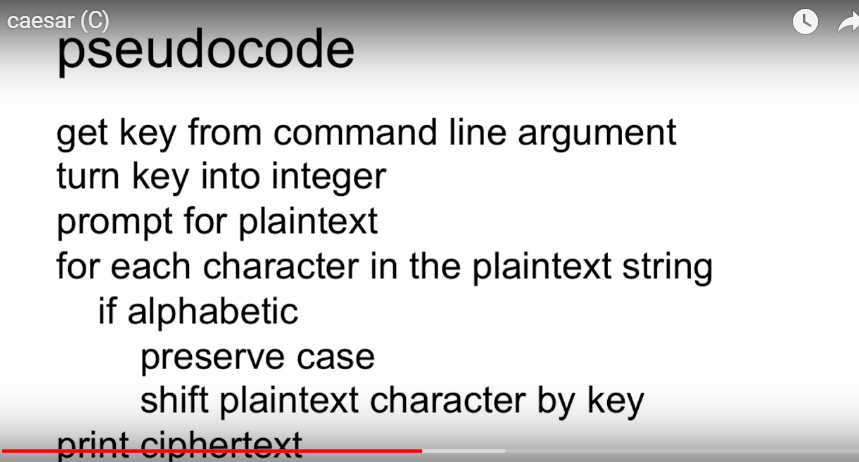 caesar (C)
pseudocode
get key from command line argument
turn key into integer
prompt for plaintext
for each character in the plaintext string
if alphabetic
preserve case
shift plaintext character by key
print ciphertext